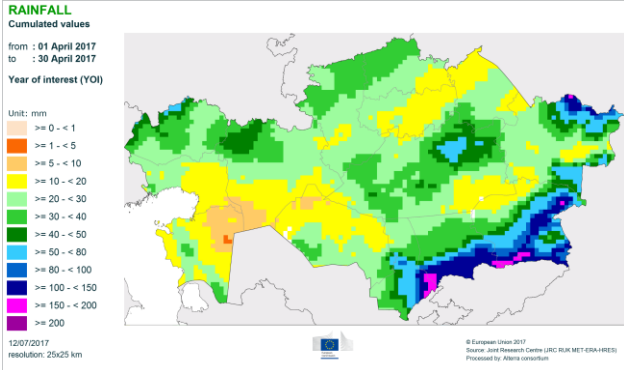 RAINFALL
Cumulated values
from : 01 April 2017
to : 30 April 2017
Year of interest (YOI)
Unit: mm
>= 0 - < 1
>= 1 - < 5
>= 5 - < 10
>= 10 - < 20
>= 20 - < 30
>= 30 - < 40
>= 40 - < 50
>= 50 - < 80
>= 80 - < 100
>= 100 - < 150
>= 150 - < 200
>= 200
12/07/2017
resolution: 25x25 km
© European Union 2017
Source: Joint Research Centre (JRC RUK MET-ERA-HRES)
Processed by: Alterra consortium